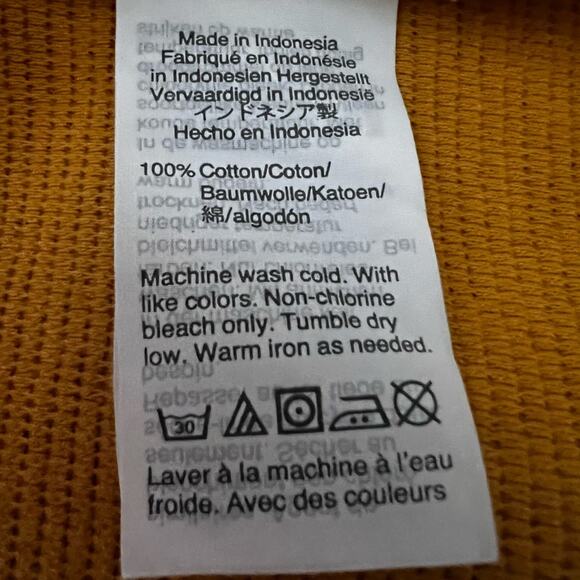 Made in Indonesia
Fabriqué en Indonésie
in Indonesien Hergestellt
Vervaardigd in Indonesië
インドネシア製
Hecho en Indonesia
100% Cotton/Coton/
Baumwolle/Katoen/
綿/algodón
Machine wash cold. With
like colors. Non-chlorine
bleach only. Tumble dry
low. Warm iron as needed.
30
Laver à la machine à l'eau
froide. Avec des couleurs